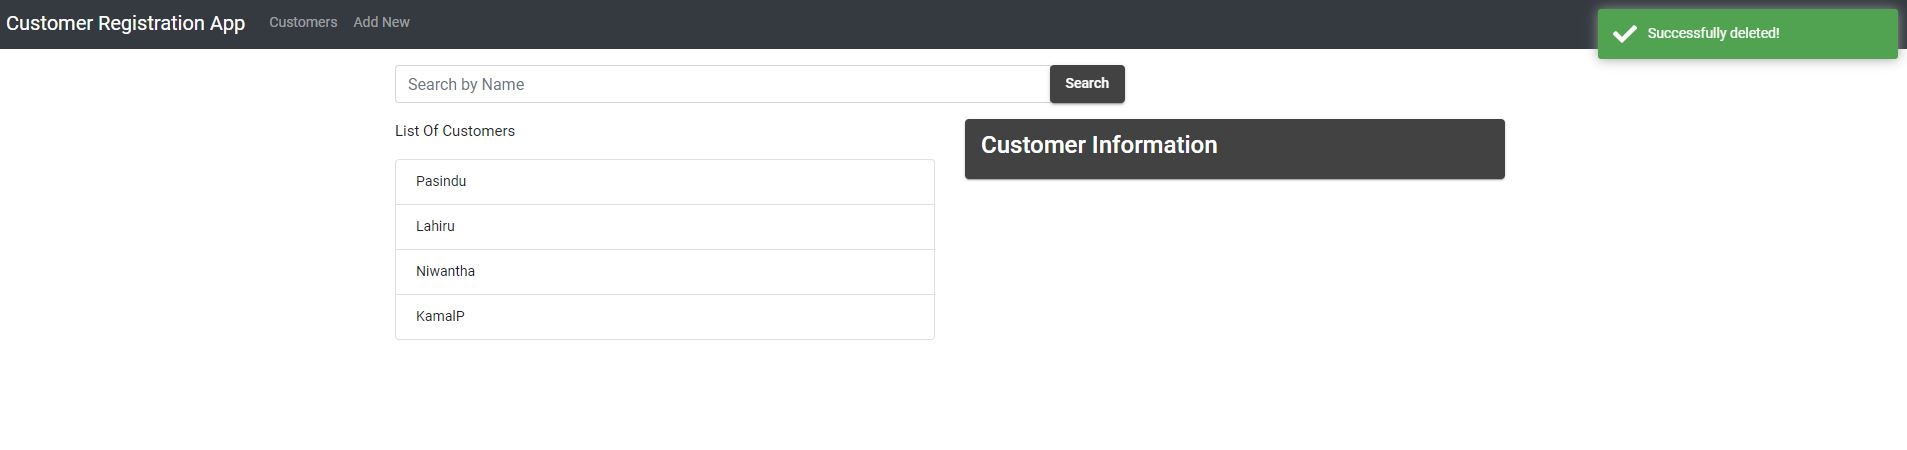 Customer Registration App Customers Add New
Successfully deleted!
Search by Name Search
List Of Customers
Customer Information
Pasindu
Lahiru
Niwantha
KamalP